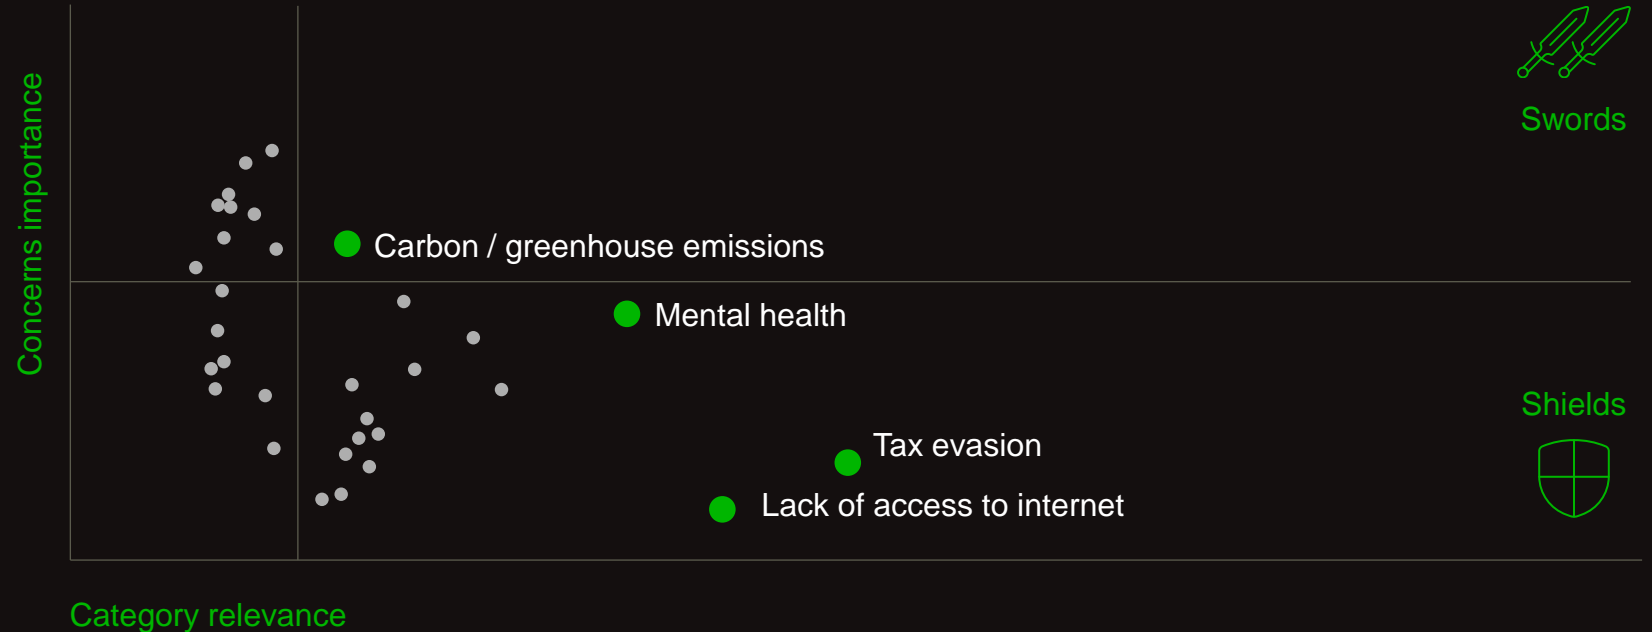 Concerns importance
Swords
Carbon / greenhouse emissions
Mental health
Shields
Tax evasion
Lack of access to internet
Category relevance